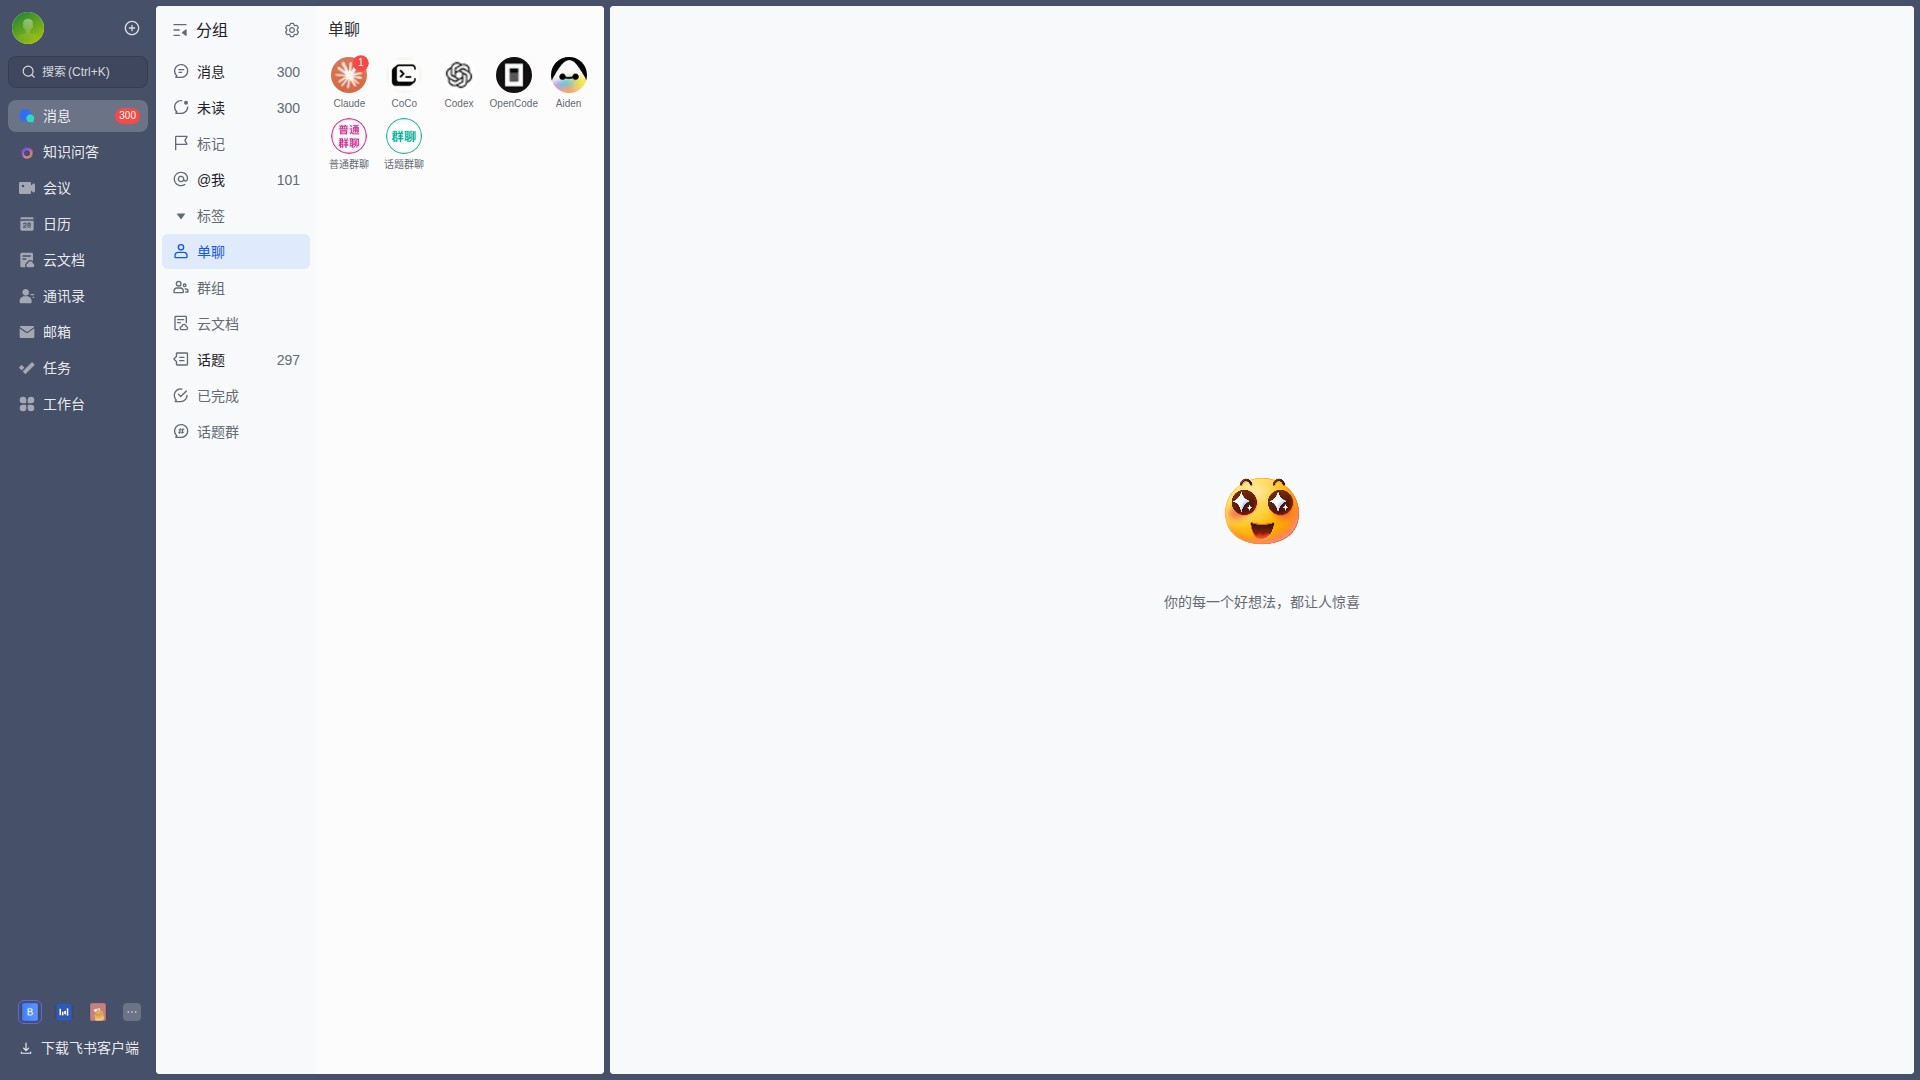 搜索 (Ctrl+K)
消息
300
知识问答
会议
日历
云文档
通讯录
邮箱
任务
工作台
B
下载飞书客户端
分组
消息
300
未读
300
标记
@我
101
标签
单聊
群组
云文档
话题
297
已完成
话题群
单聊
1
Claude
CoCo
Codex
OpenCode
Aiden
普通
群聊
群聊
普通群聊
话题群聊
你的每一个好想法，都让人惊喜